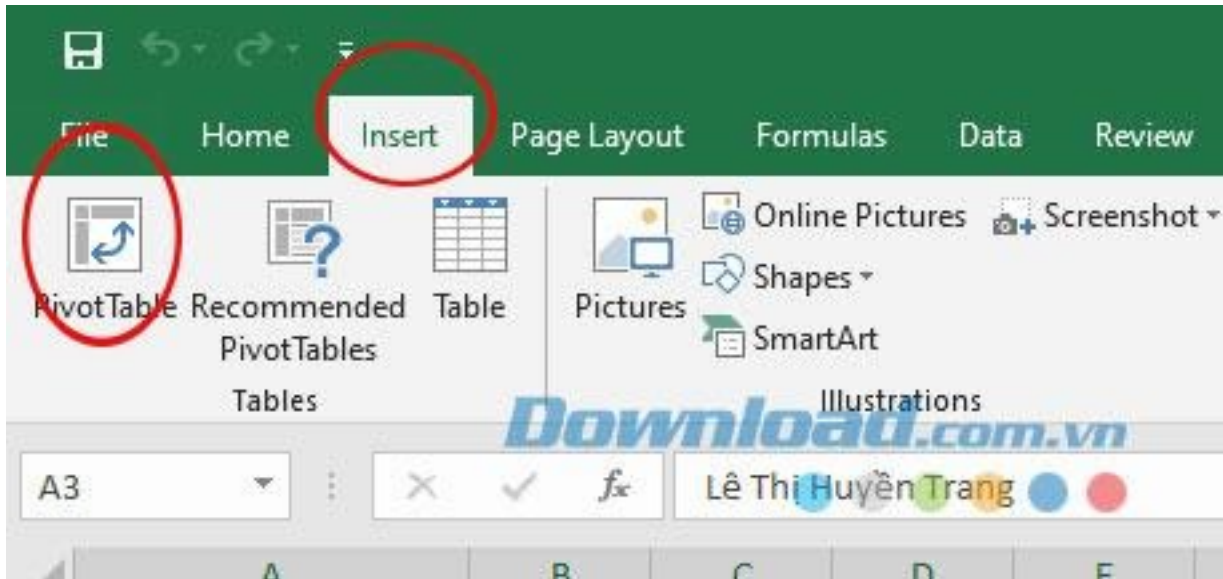 File Home Insert Page Layout Formulas Data Review
Online Pictures Screenshot
Shapes
PivotTable Recommended PivotTables Table Pictures
SmartArt
Tables Illustrations
Download.com.vn
A3 fx Lê Thị Huyền Trang
A B C D E